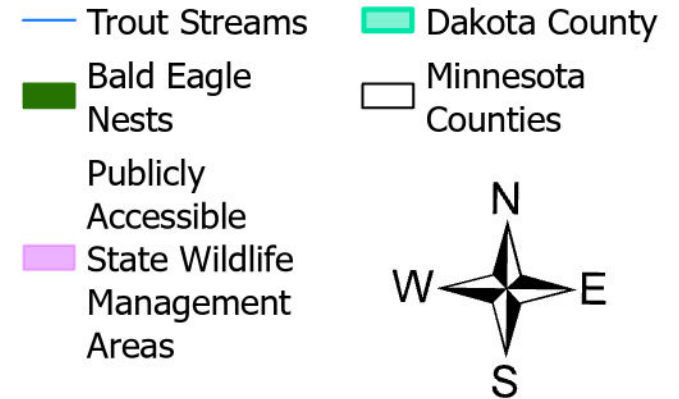 Trout Streams
Bald Eagle
Nests
Publicly
Accessible
State Wildlife
Management
Areas
Dakota County
Minnesota
Counties
N
W
E
S